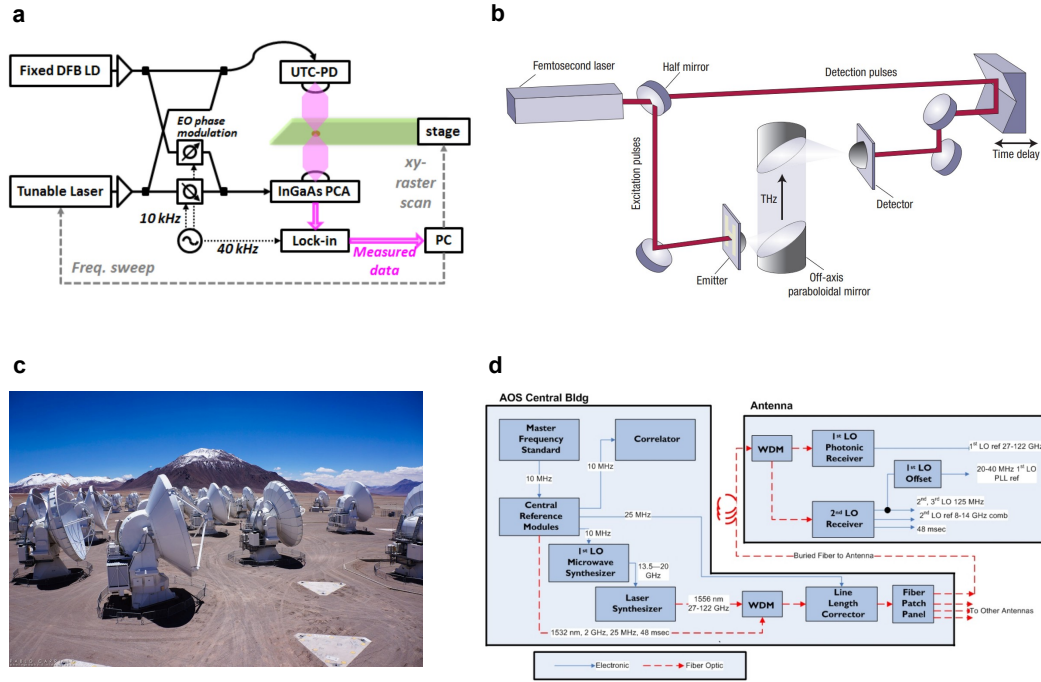 a
Fixed DFB LD
UTC-PD
EO phase
modulation
stage
xy-
raster
scan
Tunable Laser
InGaAs PCA
10 kHz
40 kHz
Lock-in
PC
Measured
data
Freq. sweep
b
Femtosecond laser
Half mirror
Detection pulses
Time delay
Excitation pulses
THz
Detector
Emitter
Off-axis
paraboloidal mirror
c
d
AOS Central Bldg
Master
Frequency
Standard
Correlator
10 MHz
10 MHz
Central
Reference
Modules
25 MHz
10 MHz
1st LO
Microwave
Synthesizer
13.5—20
GHz
Laser
Synthesizer
1556 nm
27-122 GHz
WDM
Line
Length
Corrector
Fiber
Patch
Panel
To Other Antennas
1532 nm, 2 GHz, 25 MHz, 48 msec
Antenna
WDM
1st LO
Photonic
Receiver
1st LO ref 27-122 GHz
1st LO
Offset
20-40 MHz 1st LO
PLL ref
2nd LO
Receiver
2nd, 3rd LO 125 MHz
2nd LO ref 8-14 GHz comb
48 msec
Buried Fiber to Antenna
Electronic
Fiber Optic